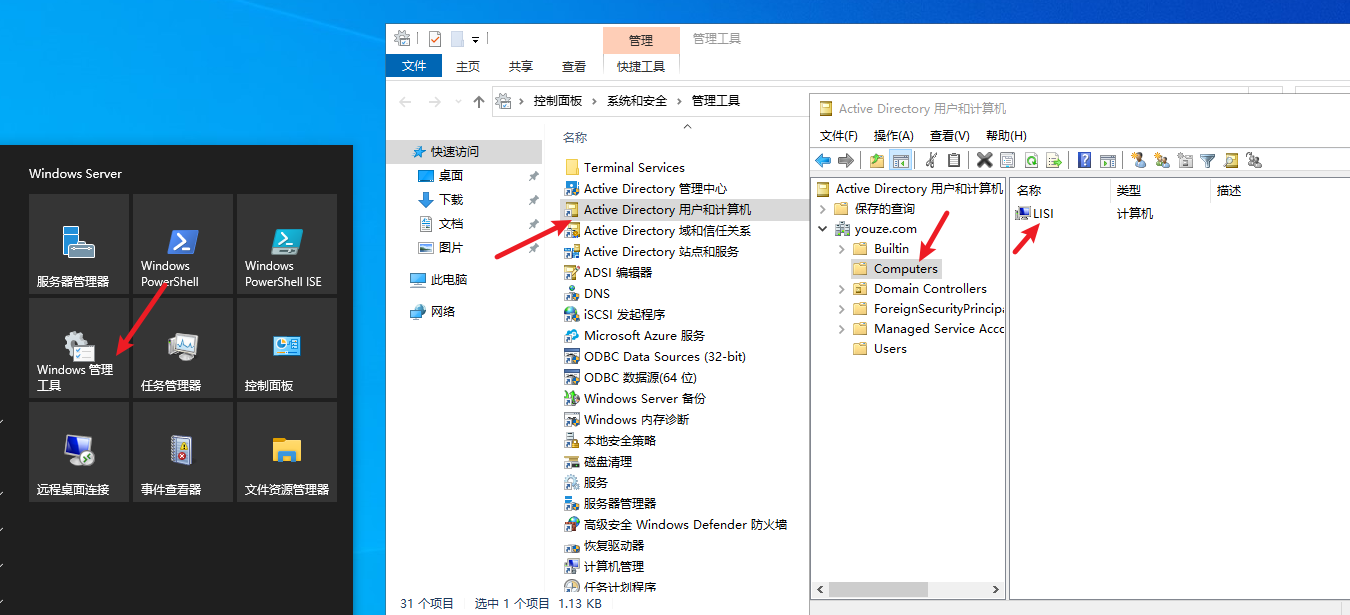 Windows Server
服务器管理器
Windows
PowerShell
Windows
PowerShell ISE
Windows 管理
工具
任务管理器
控制面板
远程桌面连接
事件查看器
文件资源管理器
管理
管理工具
文件
主页
共享
查看
快捷工具
控制面板
系统和安全
管理工具
快速访问
桌面
下载
文档
图片
此电脑
网络
名称
Terminal Services
Active Directory 管理中心
Active Directory 用户和计算机
Active Directory 域和信任关系
Active Directory 站点和服务
ADSI 编辑器
DNS
iSCSI 发起程序
Microsoft Azure 服务
ODBC Data Sources (32-bit)
ODBC 数据源(64 位)
Windows Server 备份
Windows 内存诊断
本地安全策略
磁盘清理
服务
服务器管理器
高级安全 Windows Defender 防火墙
恢复驱动器
计算机管理
任务计划程序
31 个项目
选中 1 个项目 1.13 KB
Active Directory 用户和计算机
文件(F)
操作(A)
查看(V)
帮助(H)
Active Directory 用户和计算机
保存的查询
youze.com
Builtin
Computers
Domain Controllers
ForeignSecurityPrincipa
Managed Service Acc
Users
名称
类型
描述
LISI
计算机